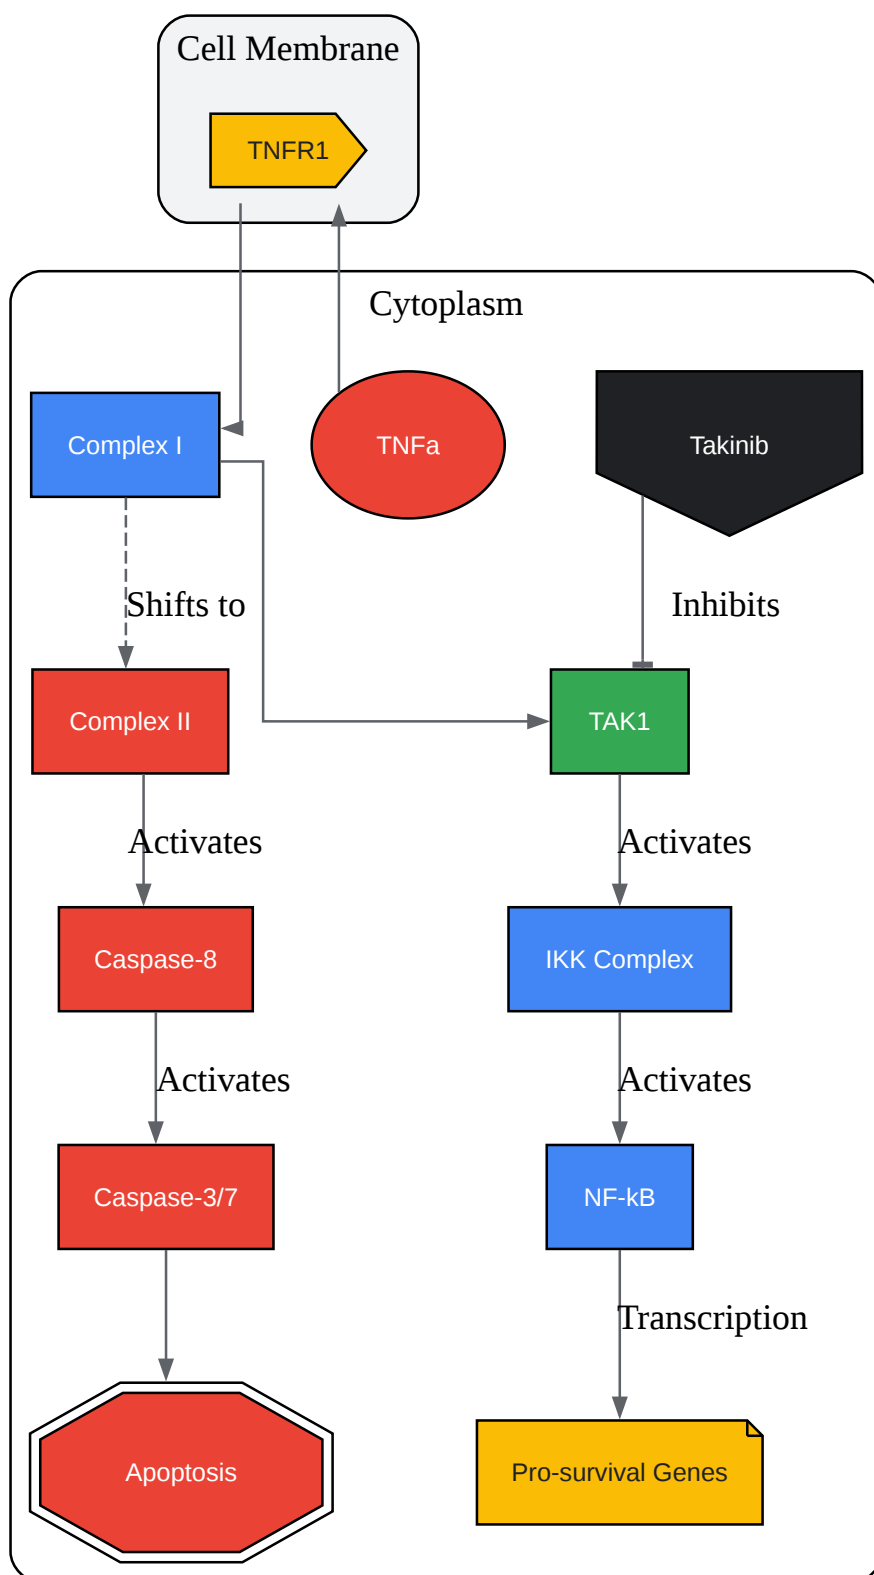 Cell Membrane
TNFR1
Cytoplasm
Complex I
TNFa
Takinib
Shifts to
Inhibits
Complex II
TAK1
Activates
Activates
Caspase-8
IKK Complex
Activates
Activates
Caspase-3/7
NF-kB
Transcription
Apoptosis
Pro-survival Genes